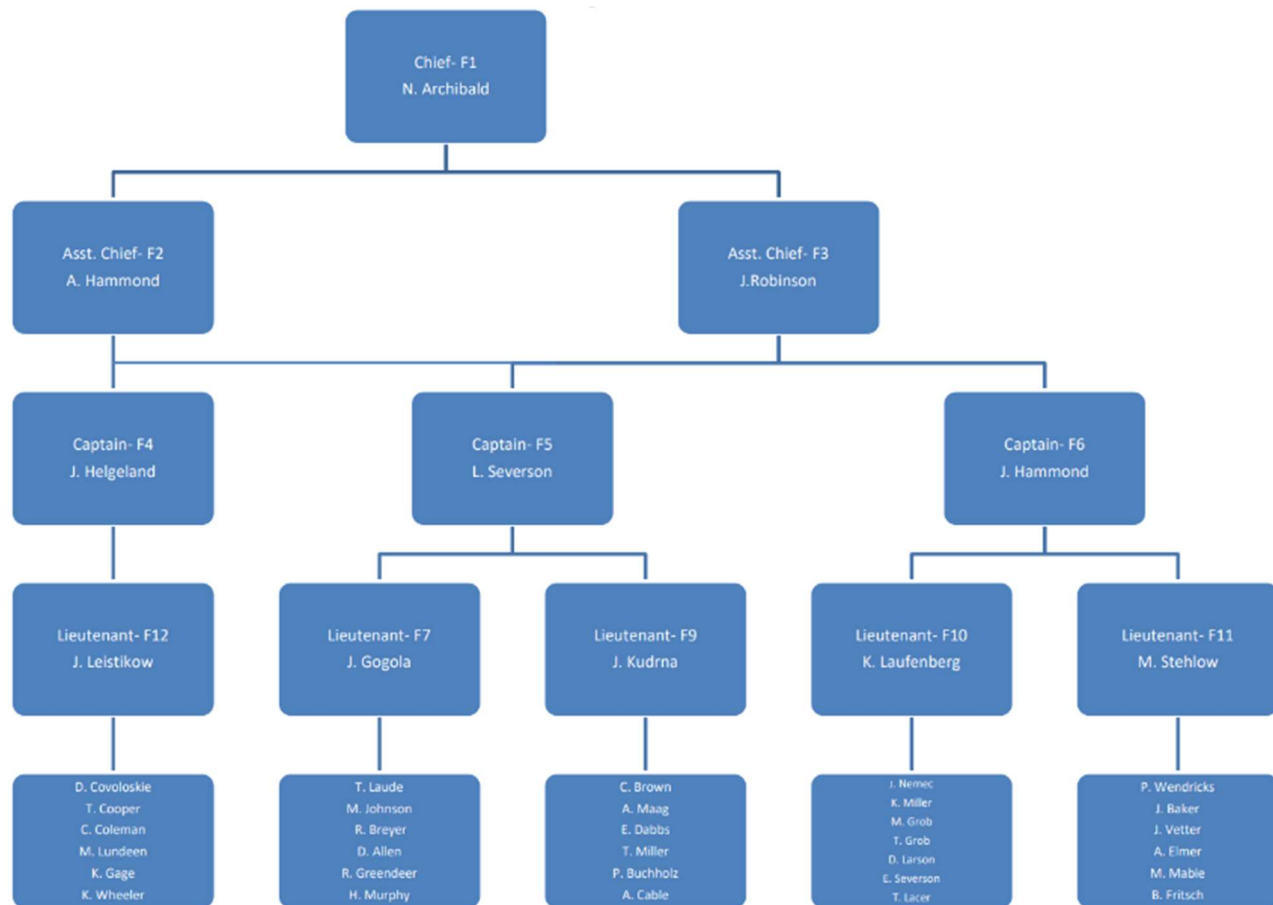 Chief- F1
N. Archibald
Asst. Chief- F2
A. Hammond
Asst. Chief- F3
J.Robinson
Captain- F4
J. Helgeland
Captain- F5
L. Severson
Captain- F6
J. Hammond
Lieutenant- F12
J. Leistikow
Lieutenant- F7
J. Gogola
Lieutenant- F9
J. Kudrna
Lieutenant- F10
K. Laufenberg
Lieutenant- F11
M. Stehlow
D. Covoloskie
T. Cooper
C. Coleman
M. Lundeen
K. Gage
K. Wheeler
T. Laude
M. Johnson
R. Breyer
D. Allen
R. Greendeer
H. Murphy
C. Brown
A. Maag
E. Dabbs
T. Miller
P. Buchholz
A. Cable
J. Nemec
K. Miller
M. Grob
T. Grob
D. Larson
E. Severson
T. Lacer
P. Wendricks
J. Baker
J. Vetter
A. Elmer
M. Mabie
B. Fritsch